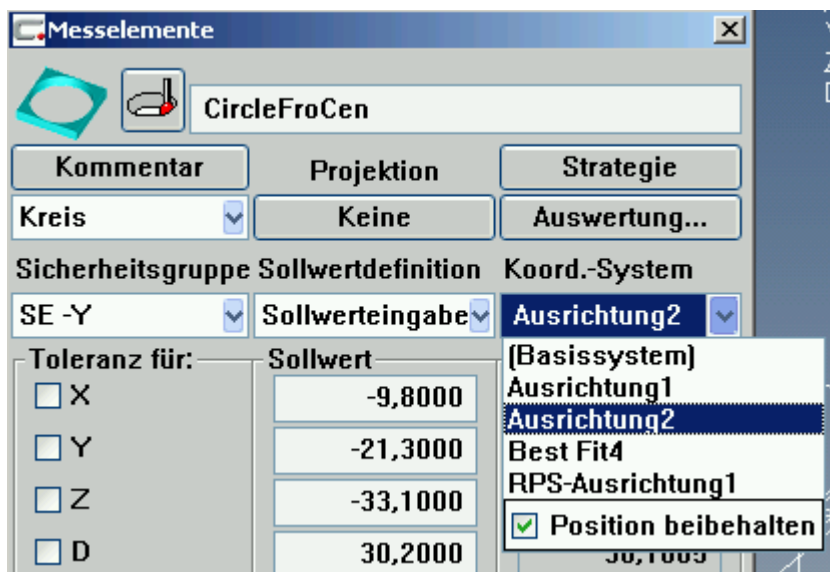 Messelemente
CircleFroCen
Kommentar Projektion Strategie
Kreis Keine Auswertung...
Sicherheitsgruppe Sollwertdefinition Koord.-System
SE -Y Sollwerteingabe Ausrichtung2
Toleranz für: Sollwert (Basissystem)
X -9,8000 Ausrichtung1
Ausrichtung2
Y -21,3000 Best Fit4
RPS-Ausrichtung1
Z -33,1000 Position beibehalten
D 30,2000